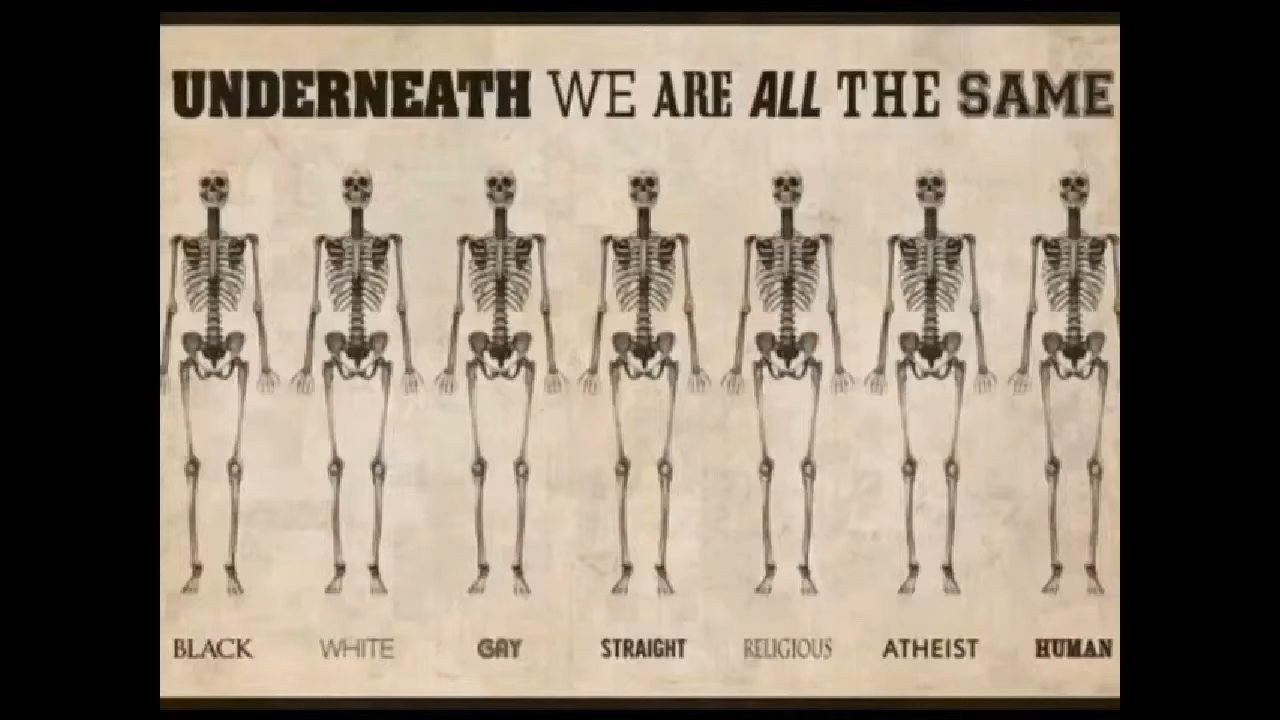 UNDERNEATH WE ARE ALL THE SAME
BLACK WHITE GAY STRAIGHT RELIGIOUS ATHEIST HUMAN